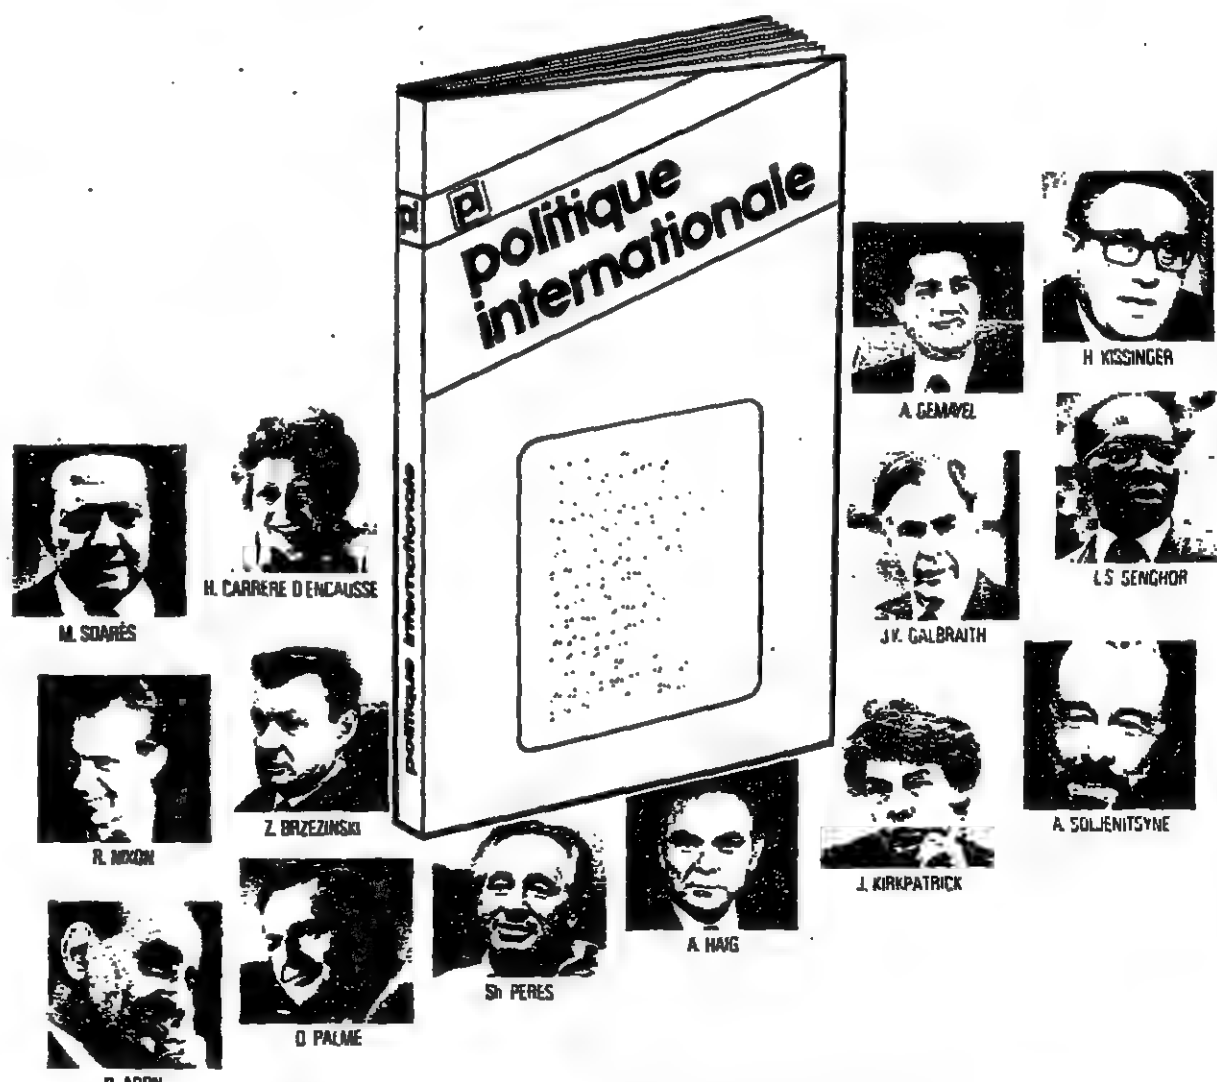 pi
politique
internationale
pi
politique internationale
A. GEMAYEL
H. KISSINGER
M. SOARÈS
H. CARRERE D'ENCAUSSE
J.K. GALBRAITH
L.S. SENGHOR
R. NIXON
Z. BRZEZINSKI
J. KIRKPATRICK
A. SOLJENITSYNE
O. PALME
Sh. PERES
A. HAIG
R. ARON